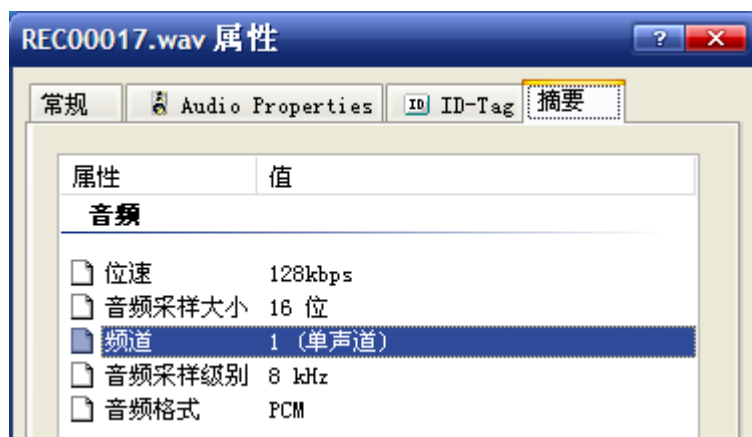 REC00017.wav 属性
常规 Audio Properties ID ID-Tag 摘要
属性 值
音频
位速 128kbps
音频采样大小 16 位
频道 1 (单声道)
音频采样级别 8 kHz
音频格式 PCM